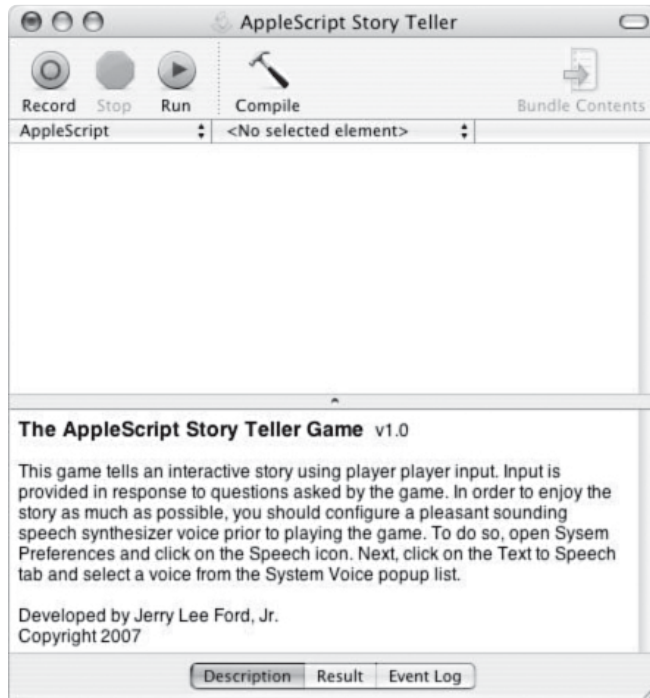 AppleScript Story Teller
Record Stop Run Compile Bundle Contents
AppleScript <No selected element>
The AppleScript Story Teller Game v1.0
This game tells an interactive story using player player input. Input is
provided in response to questions asked by the game. In order to enjoy the
story as much as possible, you should configure a pleasant sounding
speech synthesizer voice prior to playing the game. To do so, open Sysem
Preferences and click on the Speech icon. Next, click on the Text to Speech
tab and select a voice from the System Voice popup list.
Developed by Jerry Lee Ford, Jr.
Copyright 2007
Description Result Event Log